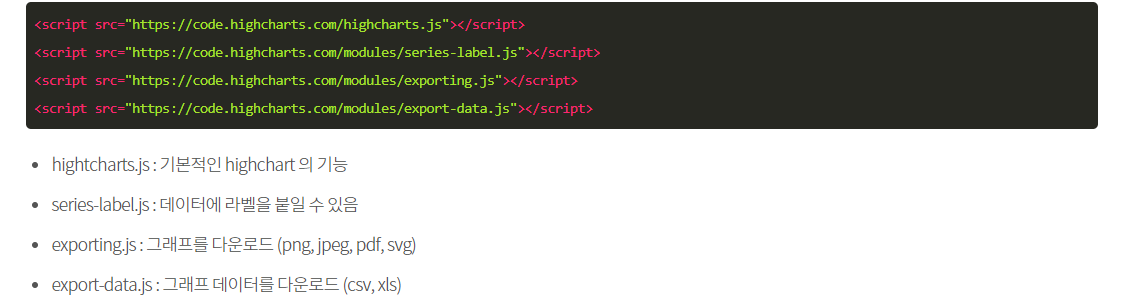 <script src="https://code.highcharts.com/highcharts.js"></script>
<script src="https://code.highcharts.com/modules/series-label.js"></script>
<script src="https://code.highcharts.com/modules/exporting.js"></script>
<script src="https://code.highcharts.com/modules/export-data.js"></script>
• hightcharts.js : 기본적인 highchart 의 기능
• series-label.js : 데이터에 라벨을 붙일 수 있음
• exporting.js : 그래프를 다운로드 (png, jpeg, pdf, svg)
• export-data.js : 그래프 데이터를 다운로드 (csv, xls)